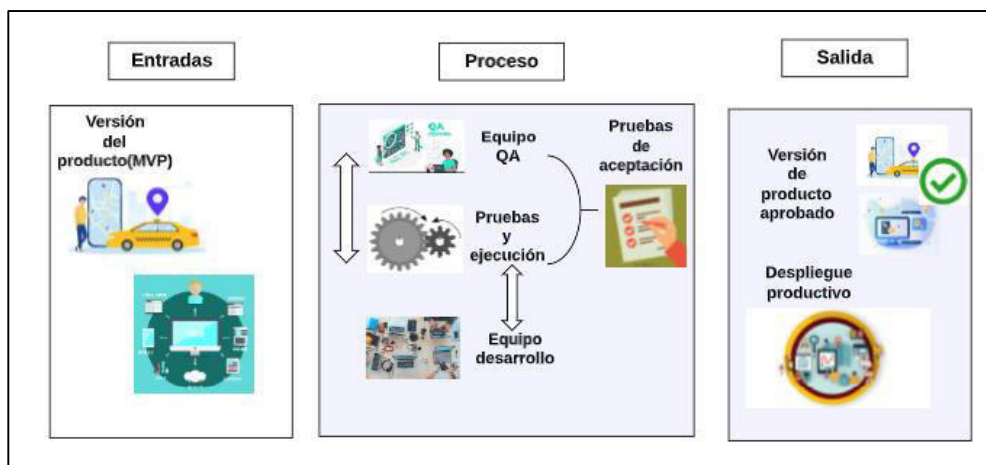 Entradas
Proceso
Salida
Versión
del
producto(MVP)
QA
Equipo
QA
Pruebas
y
ejecución
Equipo
desarrollo
Pruebas
de
aceptación
Versión
de
producto
aprobado
Despliegue
productivo